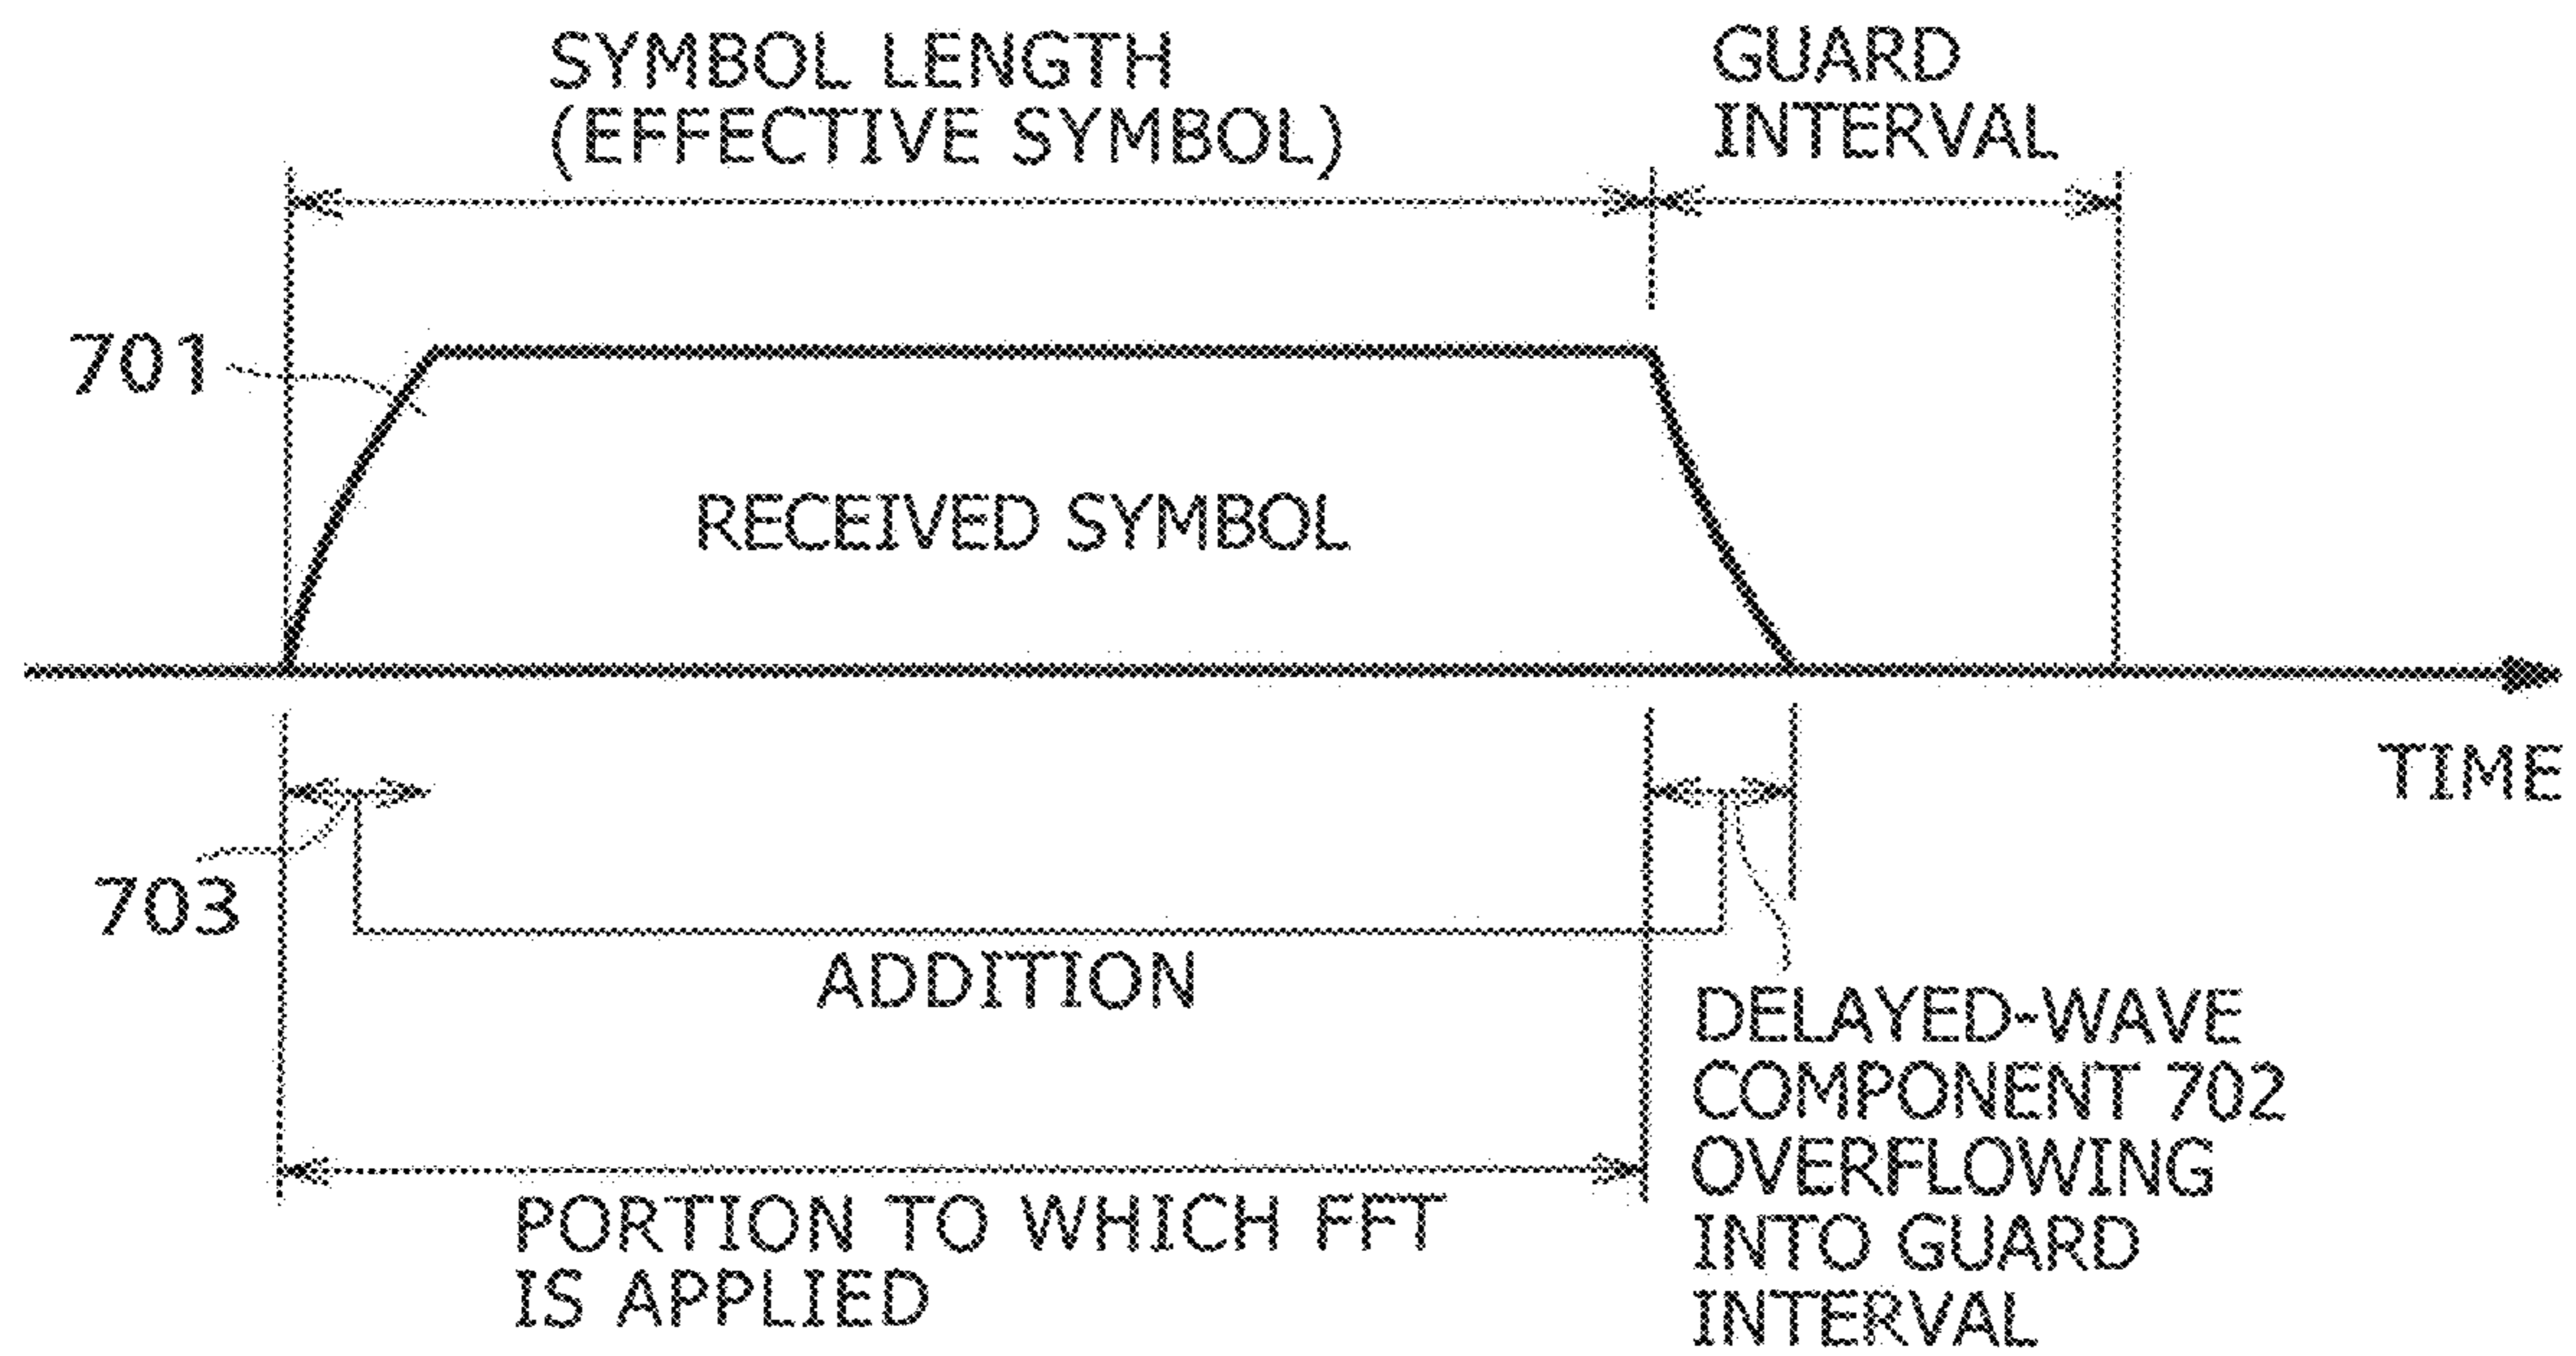 SYMBOL LENGTH
(EFFECTIVE SYMBOL)
GUARD
INTERVAL
701
RECEIVED SYMBOL
TIME
703
ADDITION
DELAYED-WAVE
COMPONENT 702
OVERFLOWING
INTO GUARD
INTERVAL
PORTION TO WHICH FFT
IS APPLIED